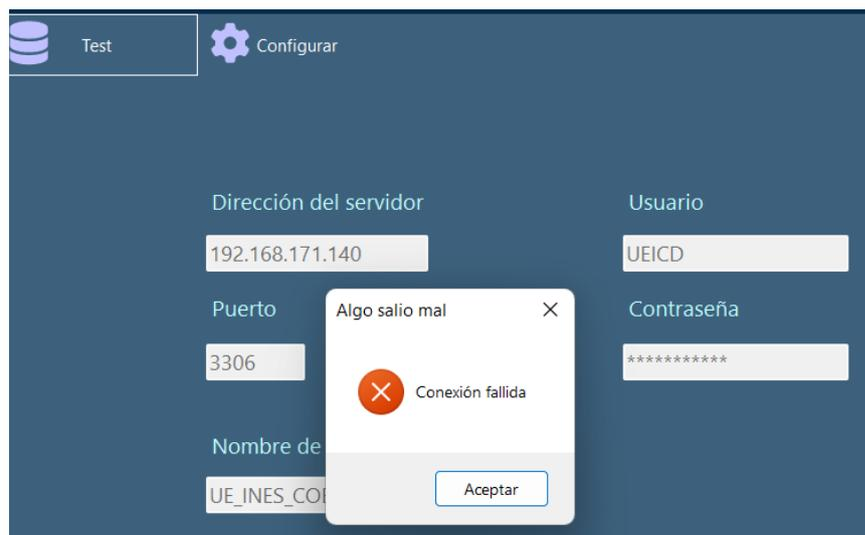 Test
Configurar
Dirección del servidor
Usuario
192.168.171.140
UEICD
Puerto
Algo salio mal
Contraseña
3306
***********
Conexión fallida
Nombre de
UE_INES_COB
Aceptar